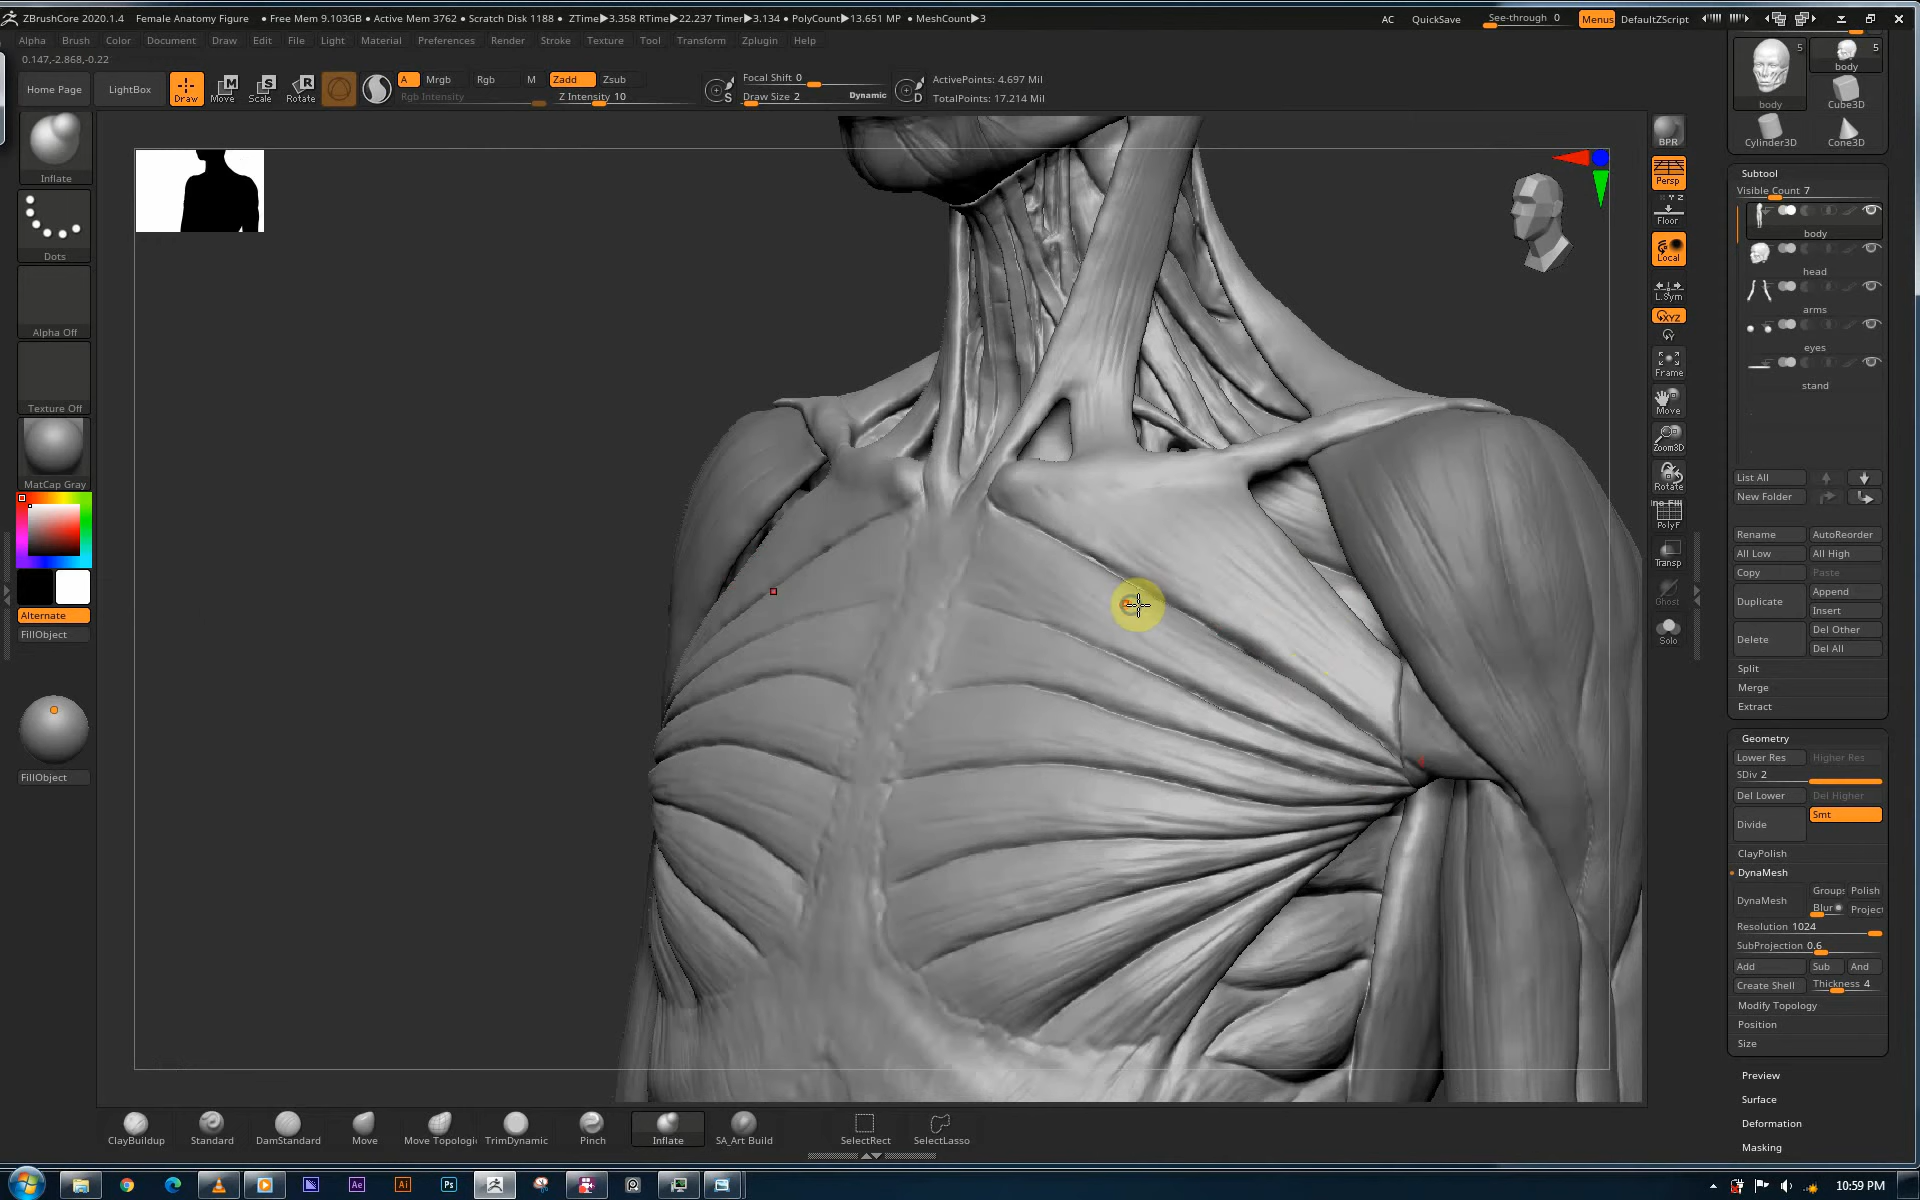 ZBrushCore 2020.1.4 Female Anatomy Figure • Free Mem 9.103GB • Active Mem 3762 • Scratch Disk 1188 • ZTime▶3.358 RTime▶22.237 Timer▶3.134 • PolyCount▶13.651 MP • MeshCount▶3 AC QuickSave See-through 0 Menus DefaultZScript
Alpha Brush Color Document Draw Edit File Light Material Preferences Render Stroke Texture Tool Transform Zplugin Help
0.147,-2.868,-0.22
Home Page LightBox Draw Move Scale Rotate A Mrgb Rgb M Zadd Zsub Focal Shift 0 ActivePoints: 4.697 Mil
Rgb Intensity Z Intensity 10 Draw Size 2 Dynamic TotalPoints: 17.214 Mil
M S R S D
Inflate
Dots
Alpha Off
Texture Off
MatCap Gray
Alternate
FillObject
FillObject
BPR
Persp
X Y Z
Floor
Local
L.Sym
XYZ
Frame
Move
Zoom3D
Rotate
PolyF
Transp
Ghost
Solo
5 5
body
body Cube3D
Cylinder3D Cone3D
Subtool
Visible Count 7
body
head
arms
eyes
stand
List All
New Folder
Rename AutoReorder
All Low All High
Copy Paste
Duplicate Append
Insert
Delete Del Other
Del All
Split
Merge
Extract
Geometry
Lower Res Higher Res
SDiv 2
Del Lower Del Higher
Divide Smt
ClayPolish
DynaMesh
DynaMesh Groups Polish
Blur Project
Resolution 1024
SubProjection 0.6
Add Sub And
Create Shell Thickness 4
Modify Topology
Position
Size
Preview
Surface
Deformation
Masking
ClayBuildup Standard DamStandard Move Move Topologi TrimDynamic Pinch Inflate SA_Art Build SelectRect SelectLasso
Ae Ai Ps
10:59 PM